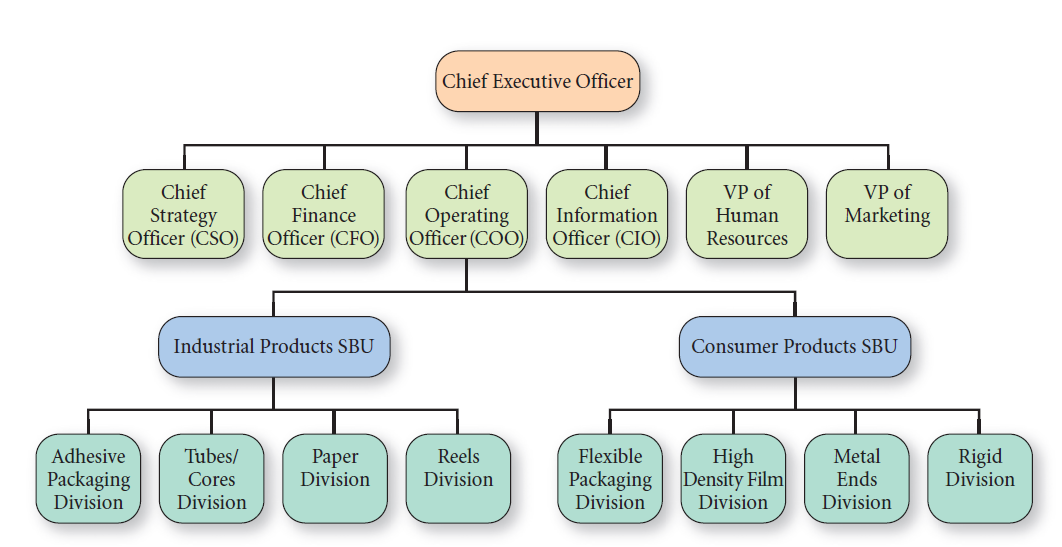 Chief Executive Officer
Chief
Strategy
Officer (CSO)
Chief
Finance
Officer (CFO)
Chief
Operating
Officer (COO)
Chief
Information
Officer (CIO)
VP of
Human
Resources
VP of
Marketing
Industrial Products SBU
Consumer Products SBU
Adhesive
Packaging
Division
Tubes/
Cores
Division
Paper
Division
Reels
Division
Flexible
Packaging
Division
High
Density Film
Division
Metal
Ends
Division
Rigid
Division